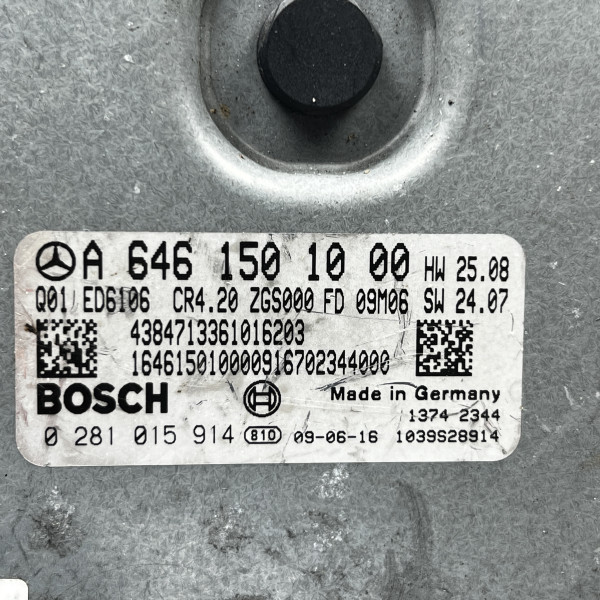 A 646 150 10 00 HW 25.08
Q01 ED6106 CR4.20 ZGS000 FD 09M06 SW 24.07
4384713361016203
164615010000916702344000
BOSCH Made in Germany
1374 2344
0 281 015 914 810 09-06-16 1039S28914